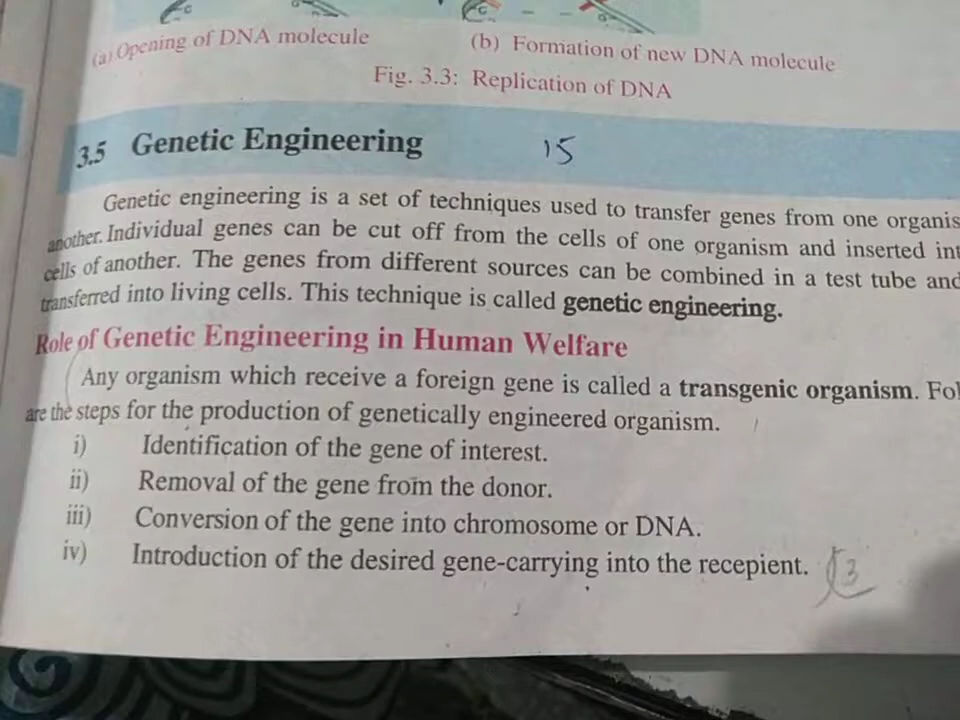 (a) Opening of DNA molecule
(b) Formation of new DNA molecule
Fig. 3.3: Replication of DNA
3.5 Genetic Engineering 15
Genetic engineering is a set of techniques used to transfer genes from one organis
another. Individual genes can be cut off from the cells of one organism and inserted int
cells of another. The genes from different sources can be combined in a test tube and
transferred into living cells. This technique is called genetic engineering.
Role of Genetic Engineering in Human Welfare
Any organism which receive a foreign gene is called a transgenic organism. Fol
are the steps for the production of genetically engineered organism.
i) Identification of the gene of interest.
ii) Removal of the gene from the donor.
iii) Conversion of the gene into chromosome or DNA.
iv) Introduction of the desired gene-carrying into the recepient.